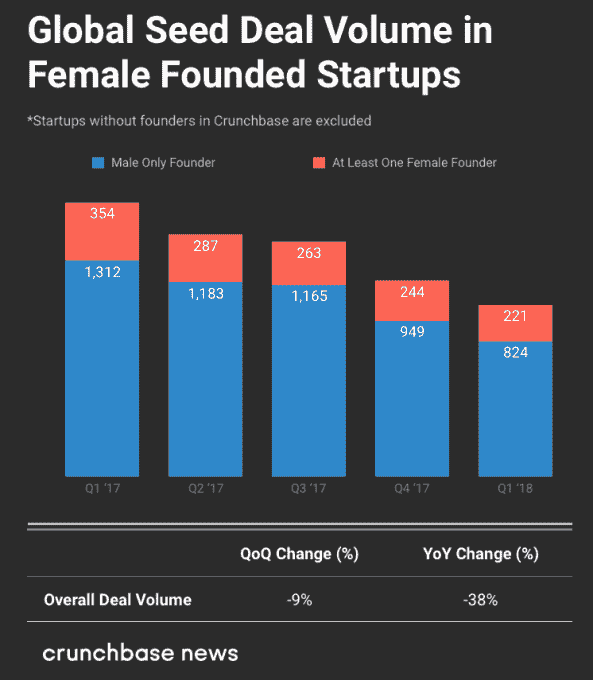 Global Seed Deal Volume in
Female Founded Startups
*Startups without founders in Crunchbase are excluded
Male Only Founder At Least One Female Founder
354
287
263
244
221
1,312
1,183
1,165
949
824
Q1 '17 Q2 '17 Q3 '17 Q4 '17 Q1 '18
QoQ Change (%) YoY Change (%)
Overall Deal Volume -9% -38%
crunchbase news